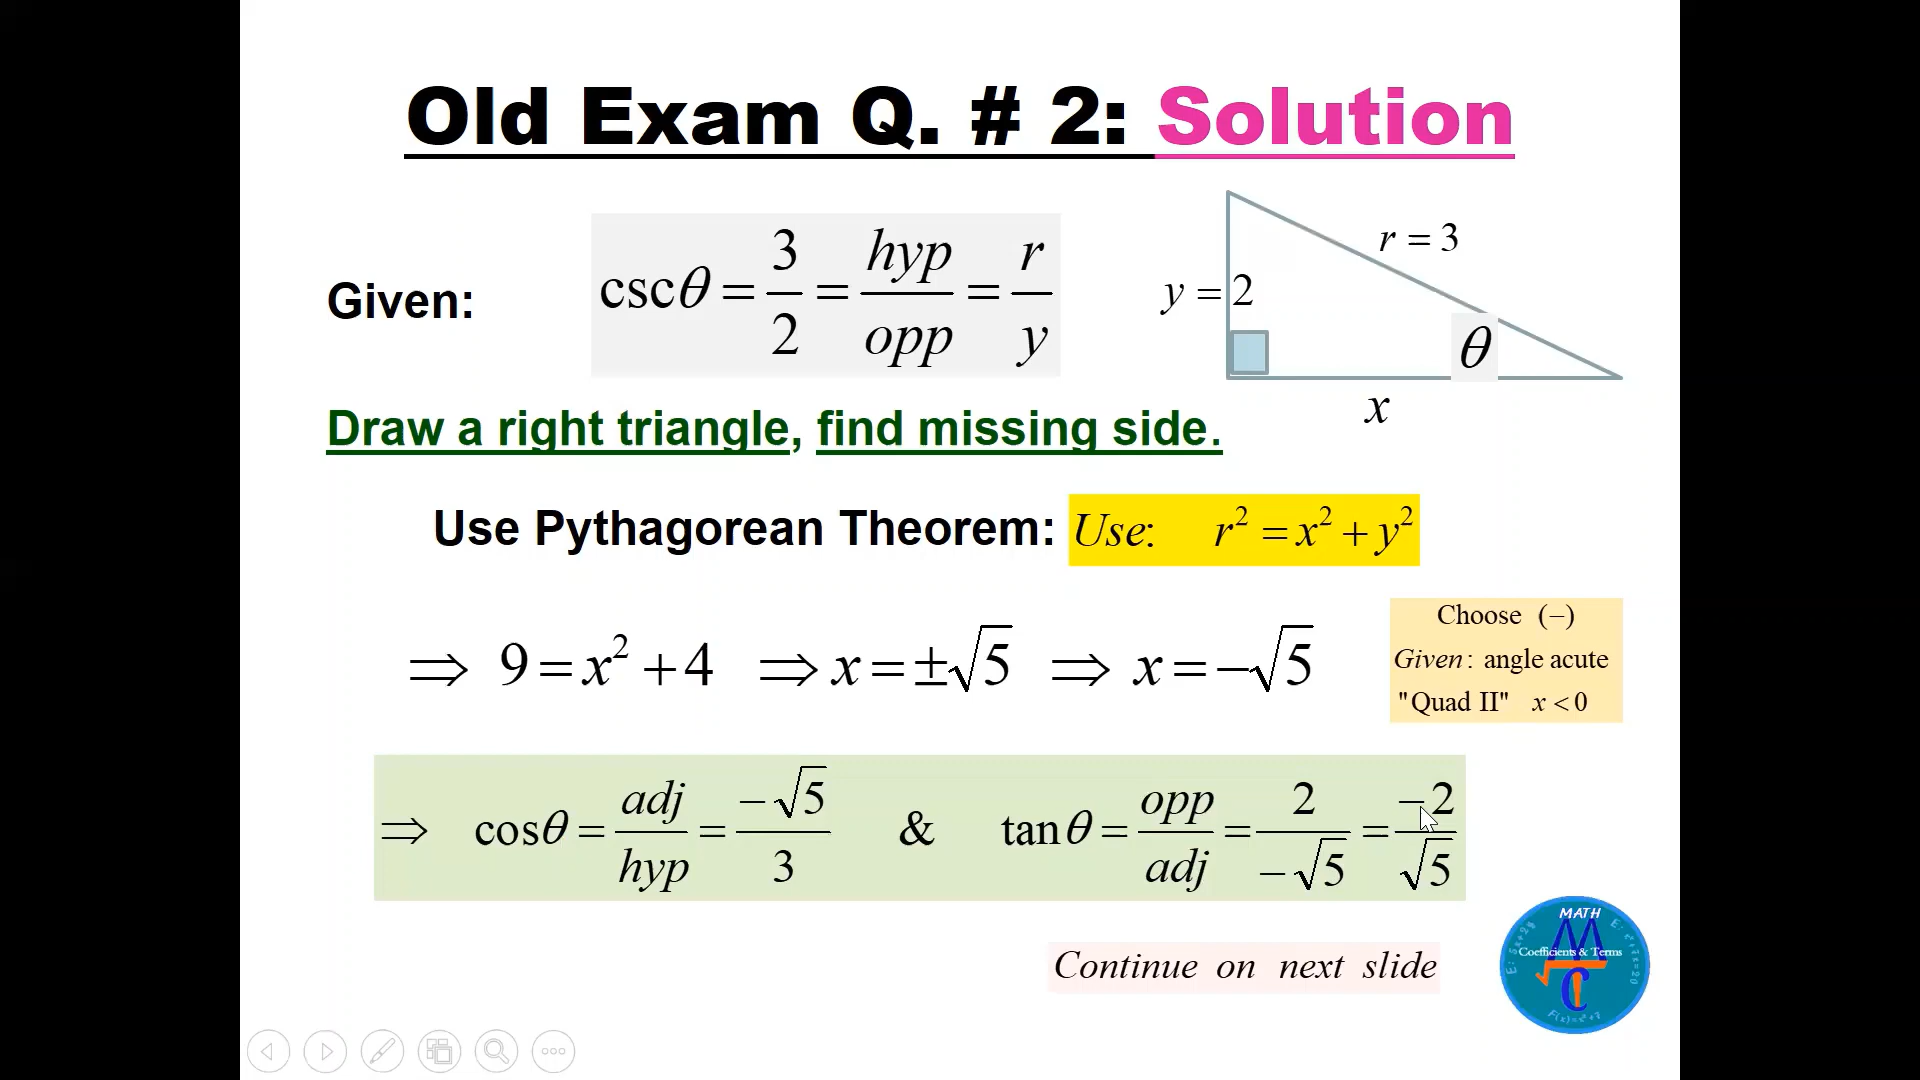 Old Exam Q. # 2: Solution
Given:
cscθ = 3/2 = hyp/opp = r/y
r = 3
y = 2
θ
x
Draw a right triangle, find missing side.
Use Pythagorean Theorem:
Use: r² = x² + y²
⇒ 9 = x² + 4 ⇒ x = ±√5 ⇒ x = −√5
Choose (−)
Given: angle acute
"Quad II" x < 0
⇒ cosθ = adj/hyp = −√5/3 & tanθ = opp/adj = 2/−√5 = −2/√5
Continue on next slide
MATH
Coefficients & Terms